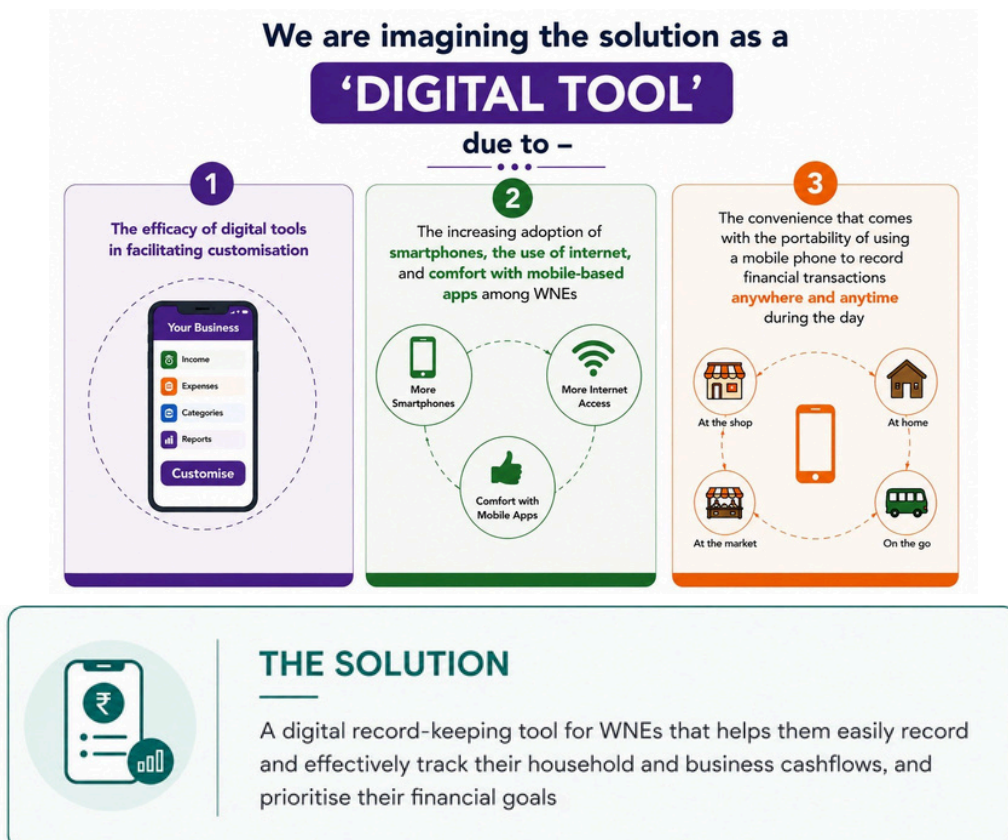 We are imagining the solution as a
‘DIGITAL TOOL’
due to –
1
The efficacy of digital tools
in facilitating customisation
Your Business
Income
Expenses
Categories
Reports
Customise
2
The increasing adoption of
smartphones, the use of internet,
and comfort with mobile-based
apps among WNEs
More
Smartphones
More Internet
Access
Comfort with
Mobile Apps
3
The convenience that comes
with the portability of using
a mobile phone to record
financial transactions
anywhere and anytime
during the day
At the shop
At home
At the market
On the go
₹
THE SOLUTION
A digital record-keeping tool for WNEs that helps them easily record
and effectively track their household and business cashflows, and
prioritise their financial goals